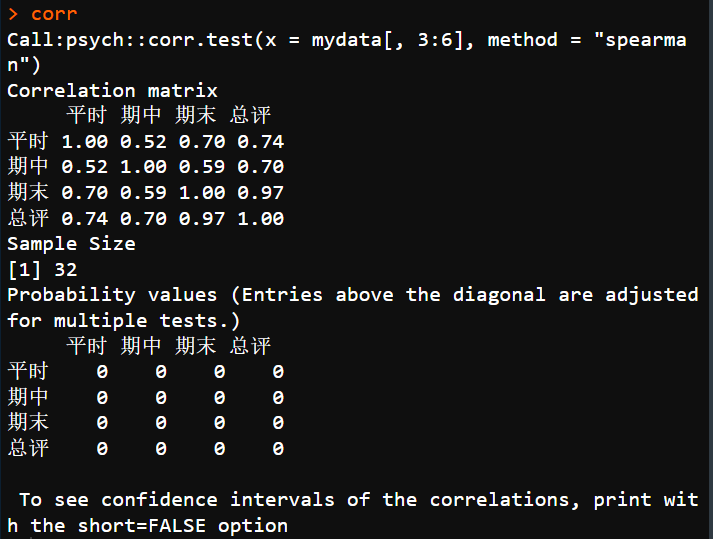 > corr
Call:psych::corr.test(x = mydata[, 3:6], method = "spearma
n")
Correlation matrix
平时 期中 期末 总评
平时 1.00 0.52 0.70 0.74
期中 0.52 1.00 0.59 0.70
期末 0.70 0.59 1.00 0.97
总评 0.74 0.70 0.97 1.00
Sample Size
[1] 32
Probability values (Entries above the diagonal are adjusted
for multiple tests.)
平时 期中 期末 总评
平时 0 0 0 0
期中 0 0 0 0
期末 0 0 0 0
总评 0 0 0 0
To see confidence intervals of the correlations, print wit
h the short=FALSE option